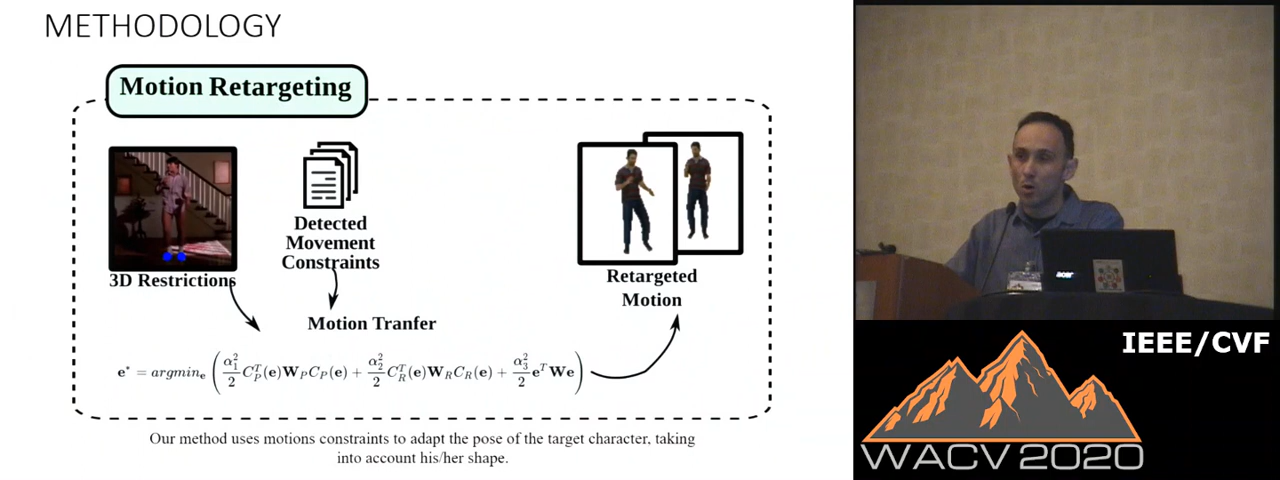 METHODOLOGY
Motion Retargeting
3D Restrictions
Detected
Movement
Constraints
Motion Tranfer
Retargeted
Motion
e* = argmin_e ( α₁²/2 C_P^T(e)W_P C_P(e) + α₂²/2 C_R^T(e)W_R C_R(e) + α₃²/2 e^T We )
Our method uses motions constraints to adapt the pose of the target character, taking
into account his/her shape.
acer
IEEE/CVF
WACV 2020